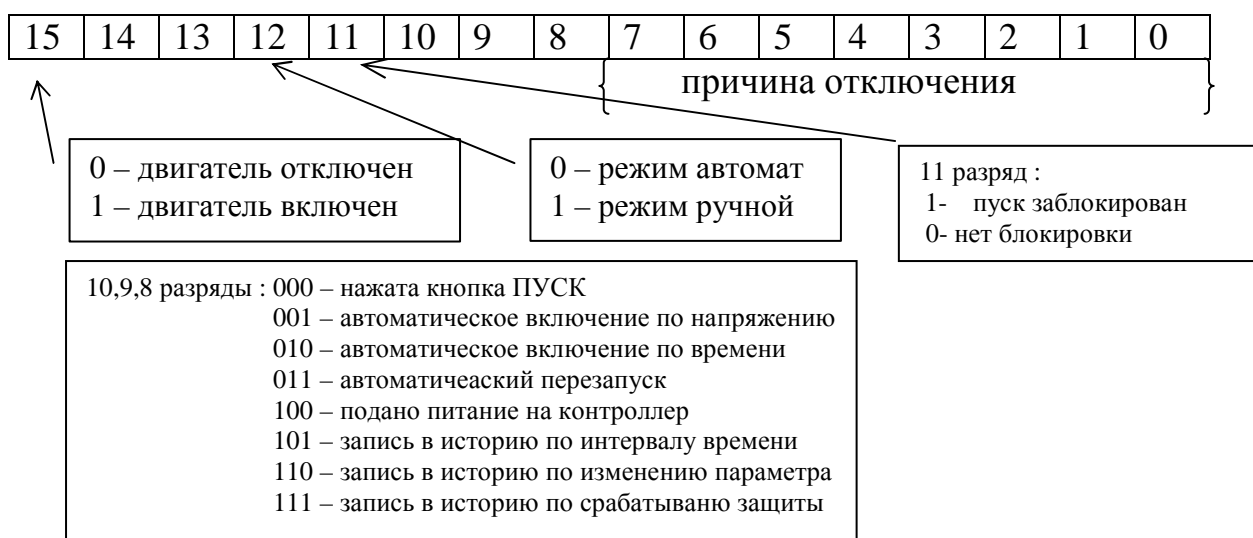 15 14 13 12 11 10 9 8 7 6 5 4 3 2 1 0
причина отключения
0 – двигатель отключен
1 – двигатель включен
0 – режим автомат
1 – режим ручной
11 разряд :
1- пуск заблокирован
0- нет блокировки
10,9,8 разряды : 000 – нажата кнопка ПУСК
001 – автоматическое включение по напряжению
010 – автоматическое включение по времени
011 – автоматичеаский перезапуск
100 – подано питание на контроллер
101 – запись в историю по интервалу времени
110 – запись в историю по изменению параметра
111 – запись в историю по срабатываню защиты